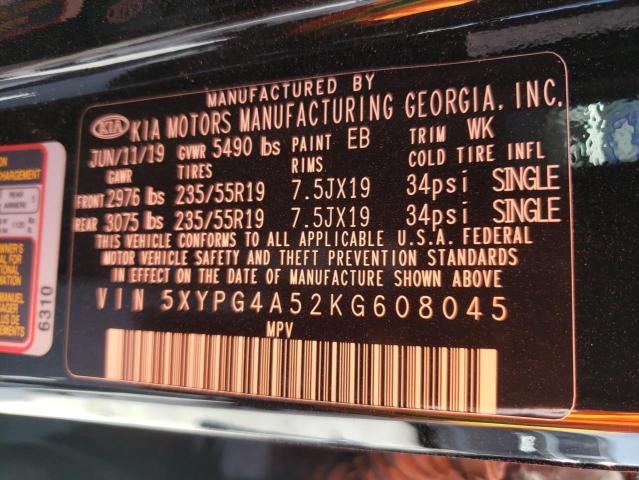 MANUFACTURED BY
KIA KIA MOTORS MANUFACTURING GEORGIA, INC.
JUN/11/19 GVWR 5490 lbs PAINT EB TRIM WK
GAWR TIRES RIMS COLD TIRE INFL
FRONT 2976 lbs 235/55R19 7.5JX19 34psi SINGLE
REAR 3075 lbs 235/55R19 7.5JX19 34psi SINGLE
THIS VEHICLE CONFORMS TO ALL APPLICABLE U.S.A. FEDERAL
MOTOR VEHICLE SAFETY AND THEFT PREVENTION STANDARDS
IN EFFECT ON THE DATE OF MANUFACTURE SHOWN ABOVE
VIN 5XYPG4A52KG608045
MPV
REAR
ARRIERE
6310